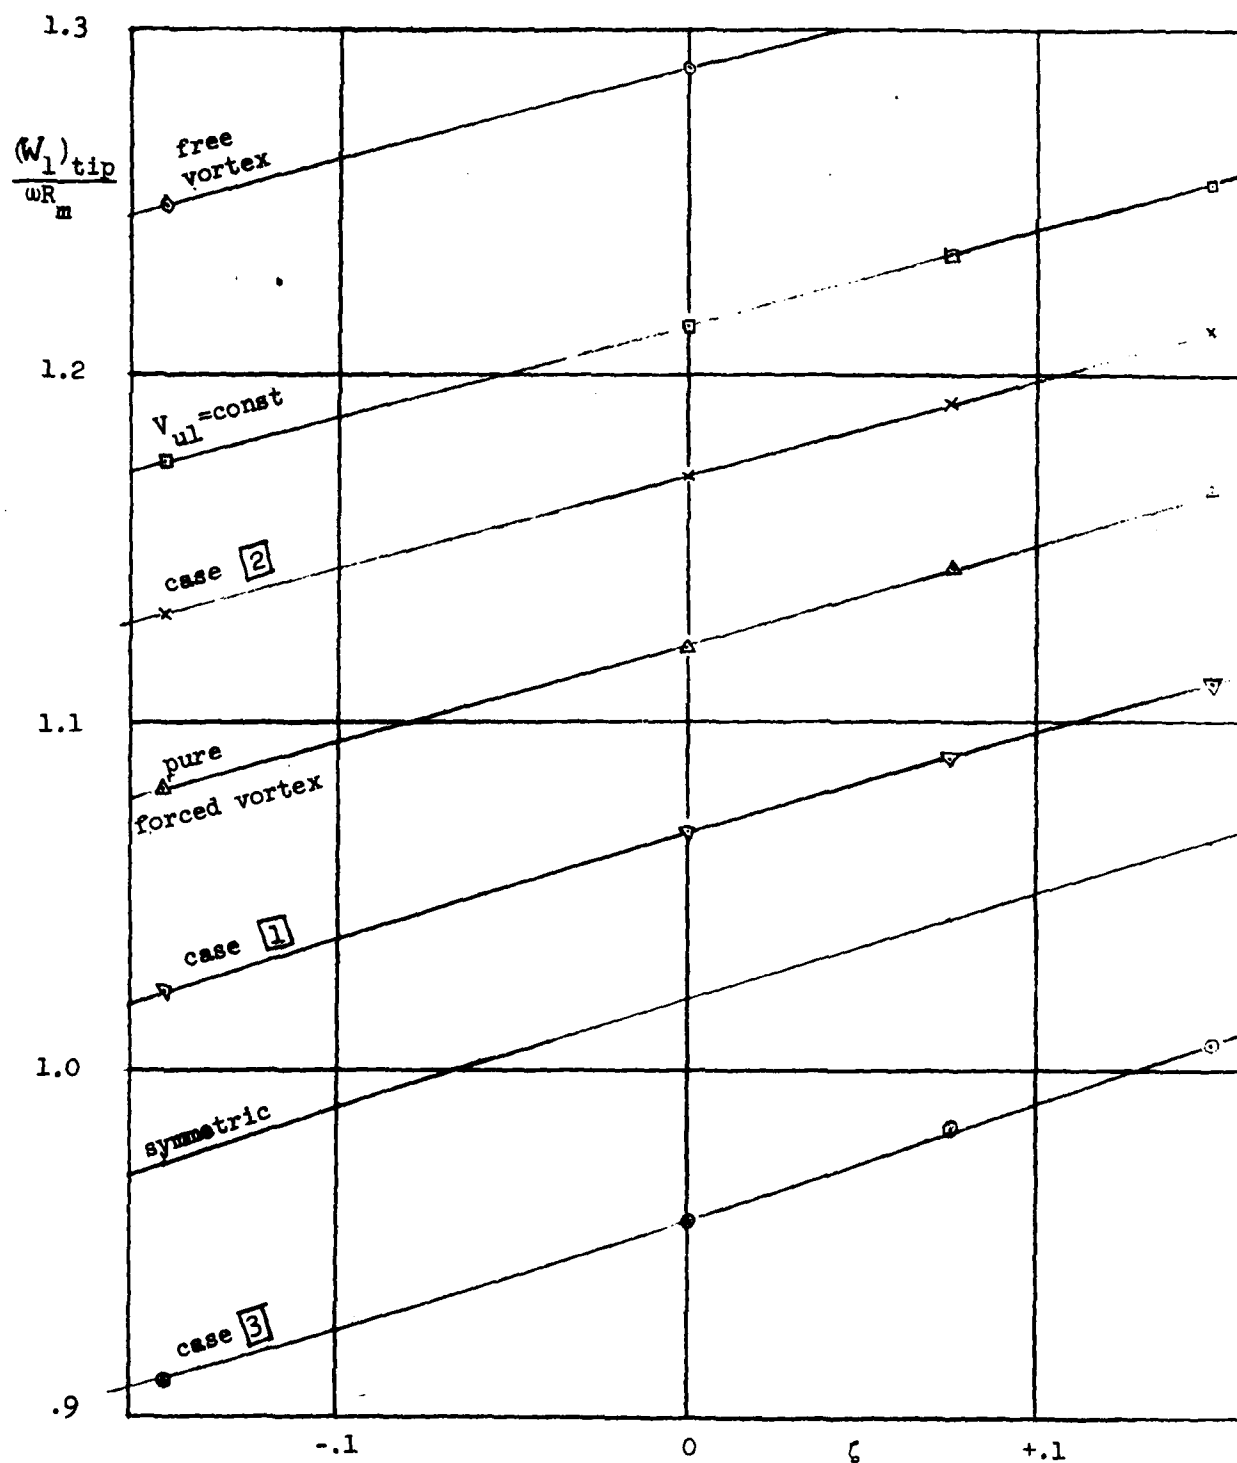 1.3
(W1)tip
ωRm
free
vortex
1.2
Vu1=const
case 2
1.1
pure
forced vortex
case 1
1.0
symmetric
case 3
.9
-.1 0 ζ +.1